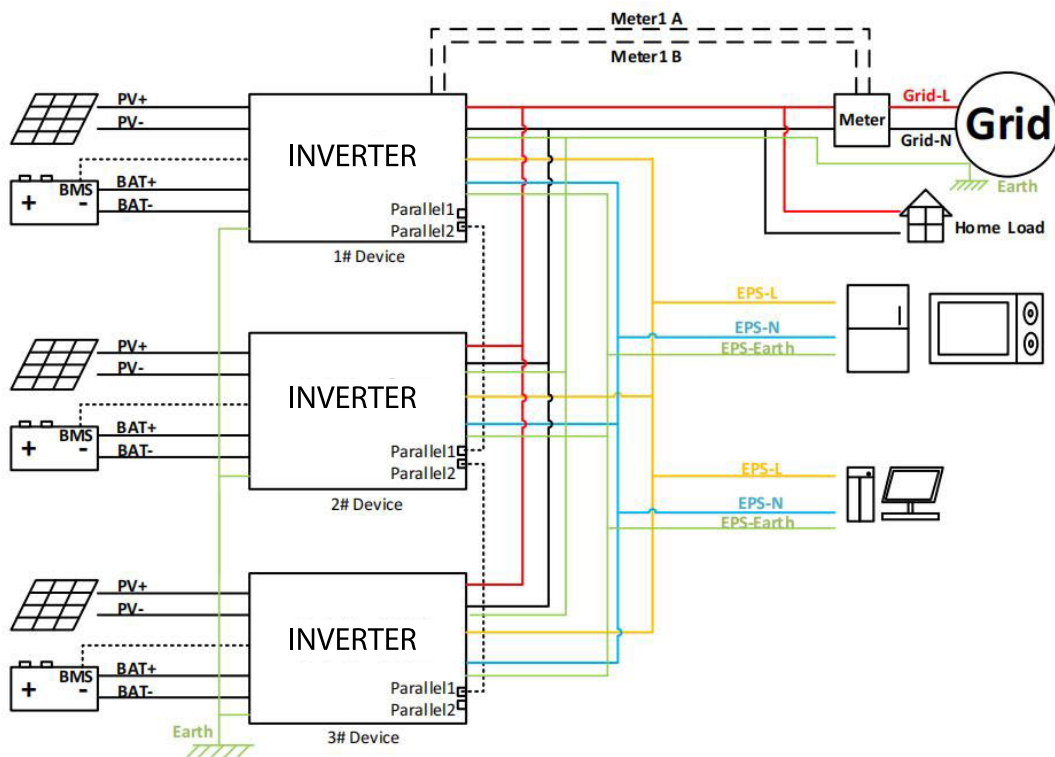 Meter1 A
Meter1 B
PV+
PV-
BMS
+ -
BAT+
BAT-
INVERTER
Parallel1
Parallel2
1# Device
Meter
Grid-L
Grid-N
Grid
Earth
Home Load
EPS-L
EPS-N
EPS-Earth
PV+
PV-
BMS
+ -
BAT+
BAT-
INVERTER
Parallel1
Parallel2
2# Device
EPS-L
EPS-N
EPS-Earth
PV+
PV-
BMS
+ -
BAT+
BAT-
INVERTER
Parallel1
Parallel2
3# Device
Earth